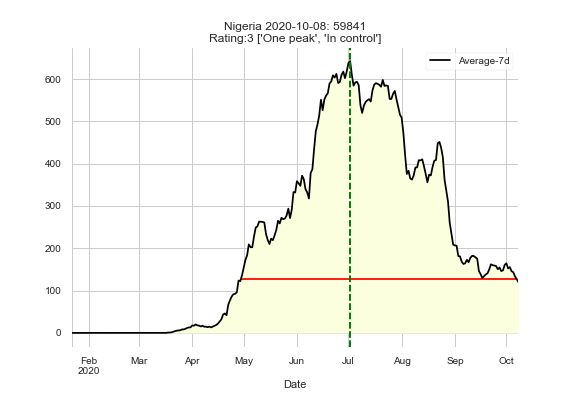 Nigeria 2020-10-08: 59841
Rating:3 ['One peak', 'In control']
Average-7d
600
500
400
300
200
100
0
Feb Mar Apr May Jun Jul Aug Sep Oct
2020
Date